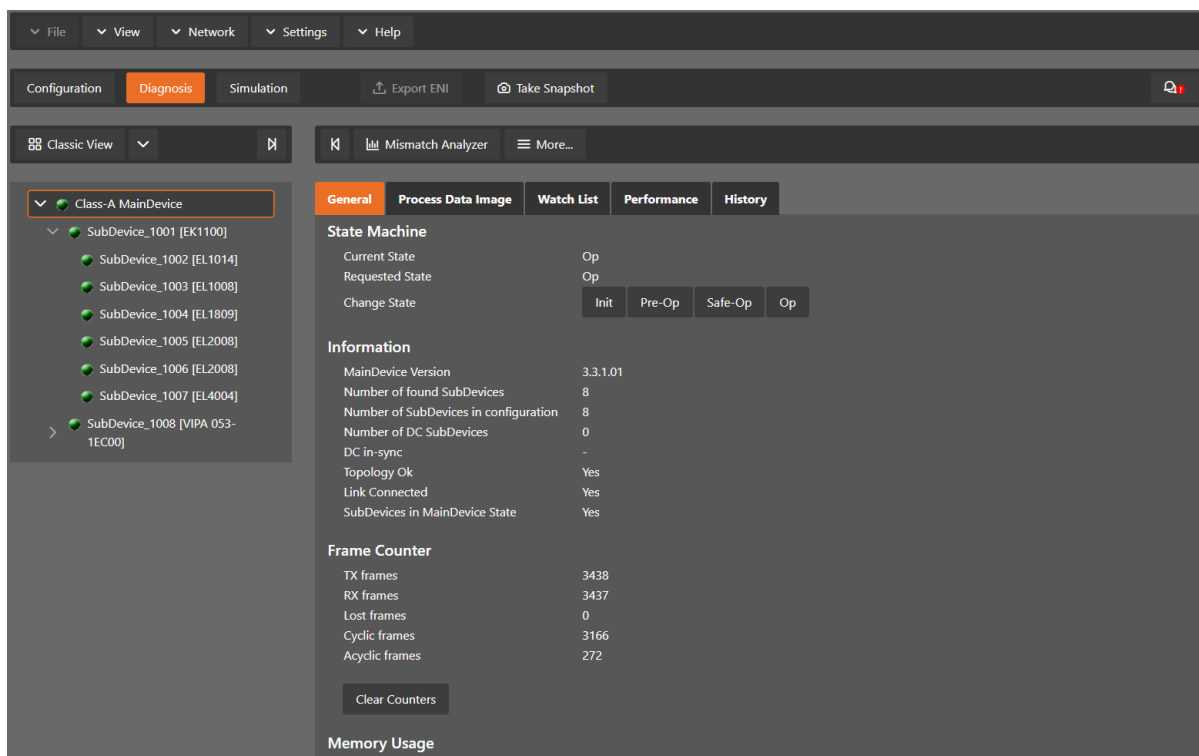 File View Network Settings Help
Configuration Diagnosis Simulation Export ENI Take Snapshot
Classic View Mismatch Analyzer More...
Class-A MainDevice
SubDevice_1001 [EK1100]
SubDevice_1002 [EL1014]
SubDevice_1003 [EL1008]
SubDevice_1004 [EL1809]
SubDevice_1005 [EL2008]
SubDevice_1006 [EL2008]
SubDevice_1007 [EL4004]
SubDevice_1008 [VIPA 053-
1EC00]
General Process Data Image Watch List Performance History
State Machine
Current State Op
Requested State Op
Change State Init Pre-Op Safe-Op Op
Information
MainDevice Version 3.3.1.01
Number of found SubDevices 8
Number of SubDevices in configuration 8
Number of DC SubDevices 0
DC in-sync -
Topology Ok Yes
Link Connected Yes
SubDevices in MainDevice State Yes
Frame Counter
TX frames 3438
RX frames 3437
Lost frames 0
Cyclic frames 3166
Acyclic frames 272
Clear Counters
Memory Usage